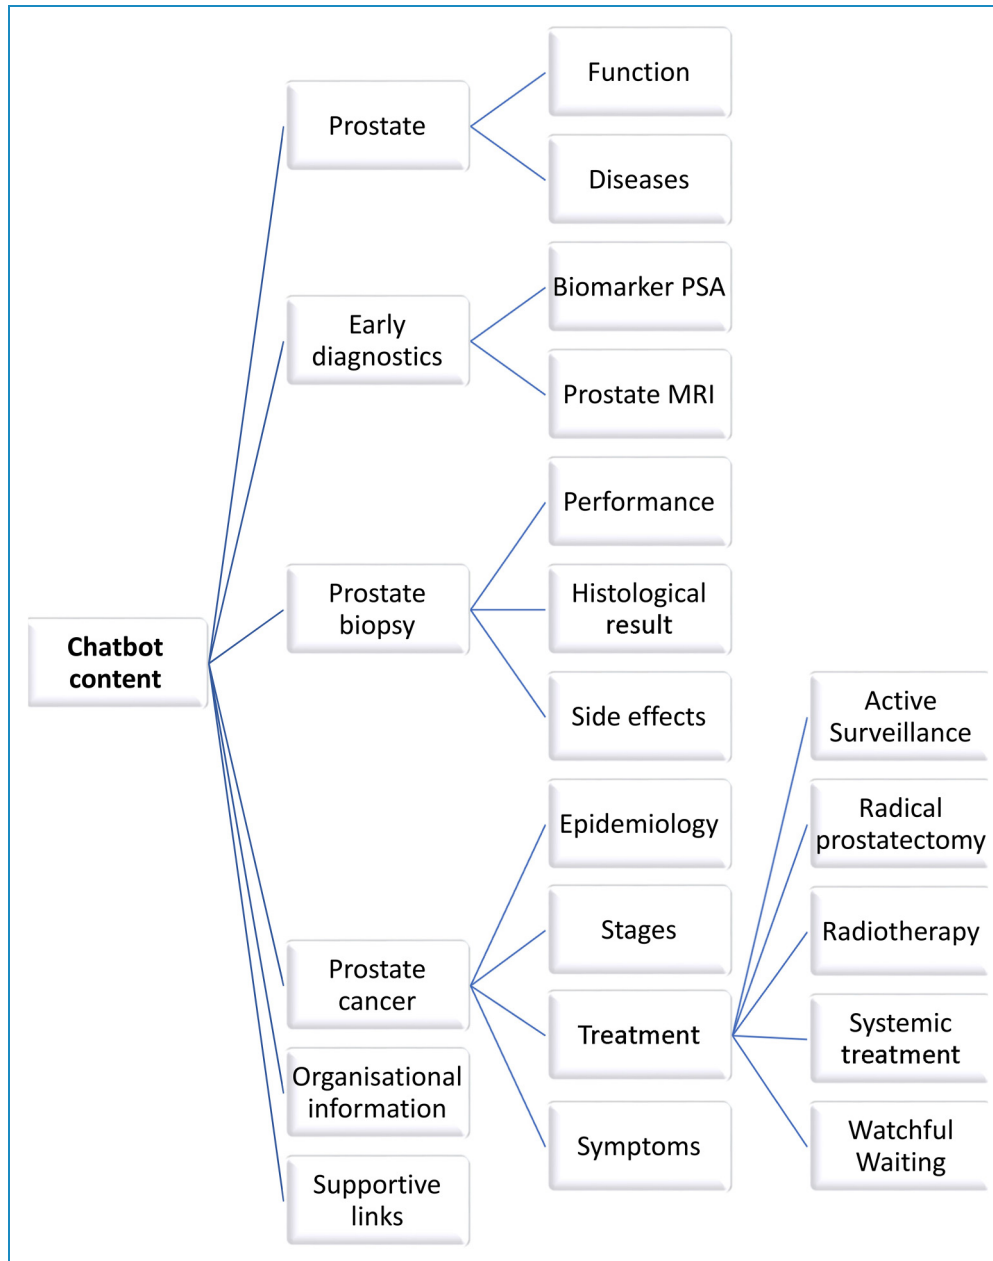 Function
Prostate
Diseases
Biomarker PSA
Early
diagnostics
Prostate MRI
Performance
Prostate
biopsy
Histological
result
Side effects
Chatbot
content
Active
Surveillance
Radical
prostatectomy
Epidemiology
Stages
Radiotherapy
Prostate
cancer
Treatment
Systemic
treatment
Organisational
information
Symptoms
Watchful
Waiting
Supportive
links